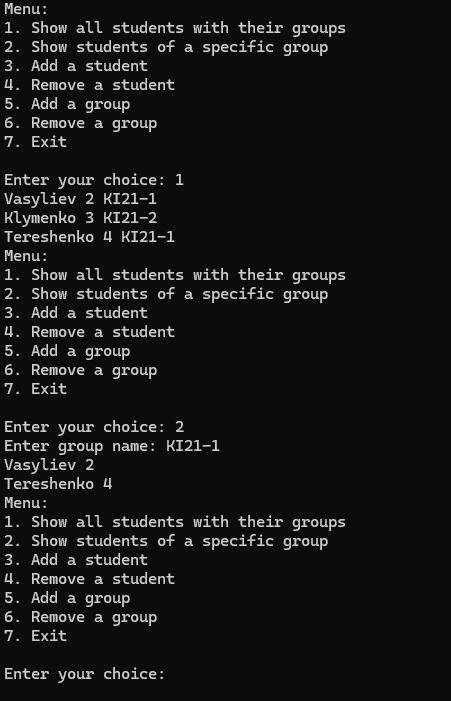 Menu:
1. Show all students with their groups
2. Show students of a specific group
3. Add a student
4. Remove a student
5. Add a group
6. Remove a group
7. Exit
Enter your choice: 1
Vasyliev 2 KI21-1
Klymenko 3 KI21-2
Tereshenko 4 KI21-1
Menu:
1. Show all students with their groups
2. Show students of a specific group
3. Add a student
4. Remove a student
5. Add a group
6. Remove a group
7. Exit
Enter your choice: 2
Enter group name: KI21-1
Vasyliev 2
Tereshenko 4
Menu:
1. Show all students with their groups
2. Show students of a specific group
3. Add a student
4. Remove a student
5. Add a group
6. Remove a group
7. Exit
Enter your choice: